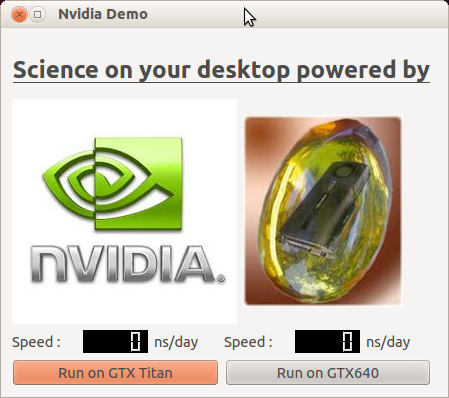 Nvidia Demo
Science on your desktop powered by
NVIDIA.
Speed : 0 ns/day Speed : 0 ns/day
Run on GTX Titan Run on GTX640